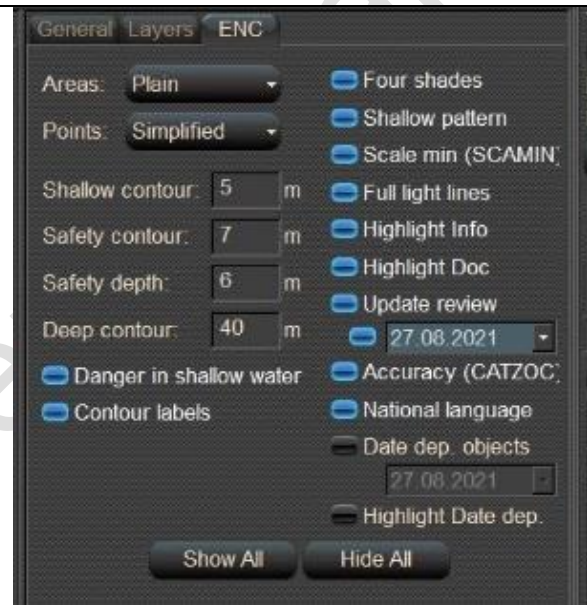 General Layers ENC
Areas: Plain
Points: Simplified
Shallow contour: 5 m
Safety contour: 7 m
Safety depth: 6 m
Deep contour: 40 m
Danger in shallow water
Contour labels
Four shades
Shallow pattern
Scale min (SCAMIN)
Full light lines
Highlight Info
Highlight Doc
Update review
27.08.2021
Accuracy (CATZOC)
National language
Date dep. objects
27.08.2021
Highlight Date dep.
Show All Hide All